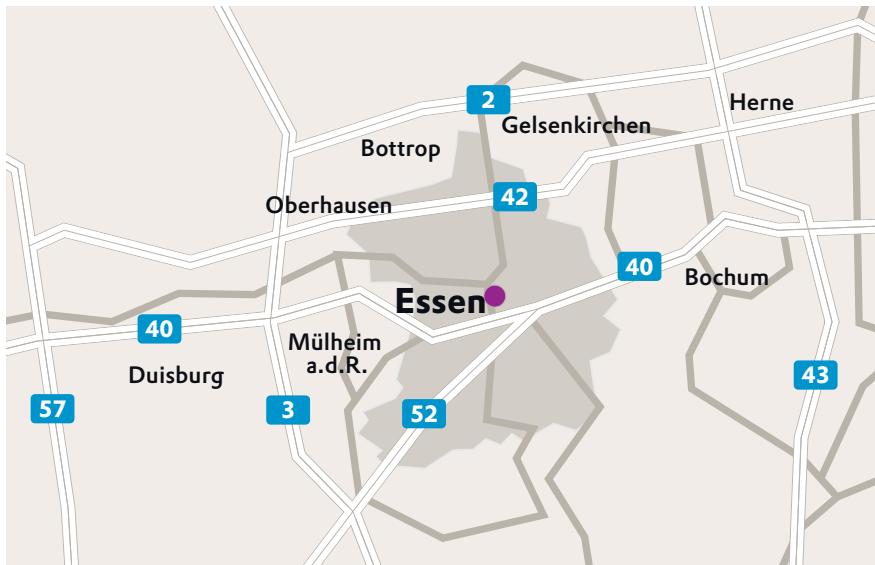 2
Herne
Gelsenkirchen
Bottrop
42
Oberhausen
40
Bochum
Essen
40
Mülheim
a.d.R.
Duisburg
43
57
3
52